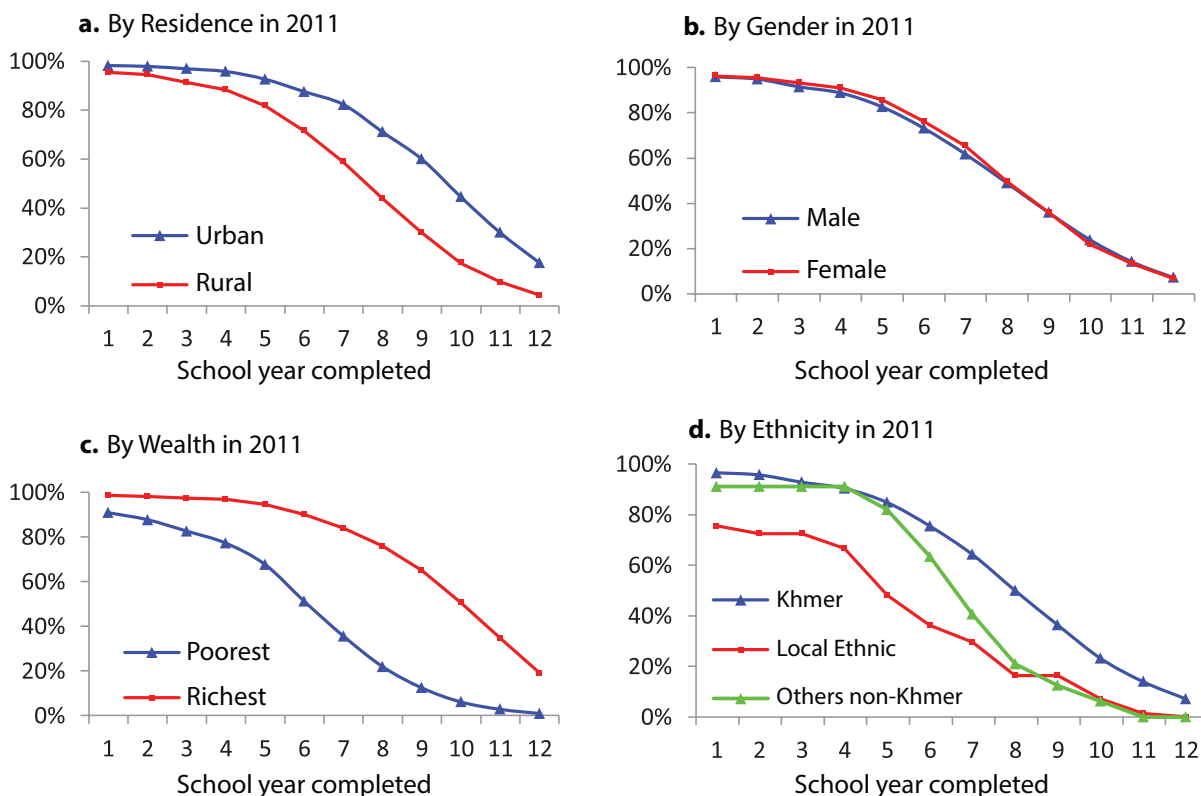 a. By Residence in 2011
100%
80%
60%
40%
20%
0%
Urban
Rural
1 2 3 4 5 6 7 8 9 10 11 12
School year completed
b. By Gender in 2011
100%
80%
60%
40%
20%
0%
Male
Female
1 2 3 4 5 6 7 8 9 10 11 12
School year completed
c. By Wealth in 2011
100%
80%
60%
40%
20%
0%
Poorest
Richest
1 2 3 4 5 6 7 8 9 10 11 12
School year completed
d. By Ethnicity in 2011
100%
80%
60%
40%
20%
0%
Khmer
Local Ethnic
Others non-Khmer
1 2 3 4 5 6 7 8 9 10 11 12
School year completed